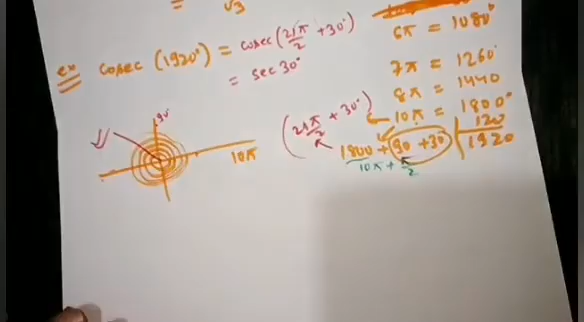 = √3
6π = 1080°
ex cosec (1920°) = cosec (21π/2 + 30°)
= sec 30°
7π = 1260°
8π = 1440
10π = 1800°
120
1920
(21π/2 + 30°)
1800 + 90 + 30
10π + π/2
90°
10π